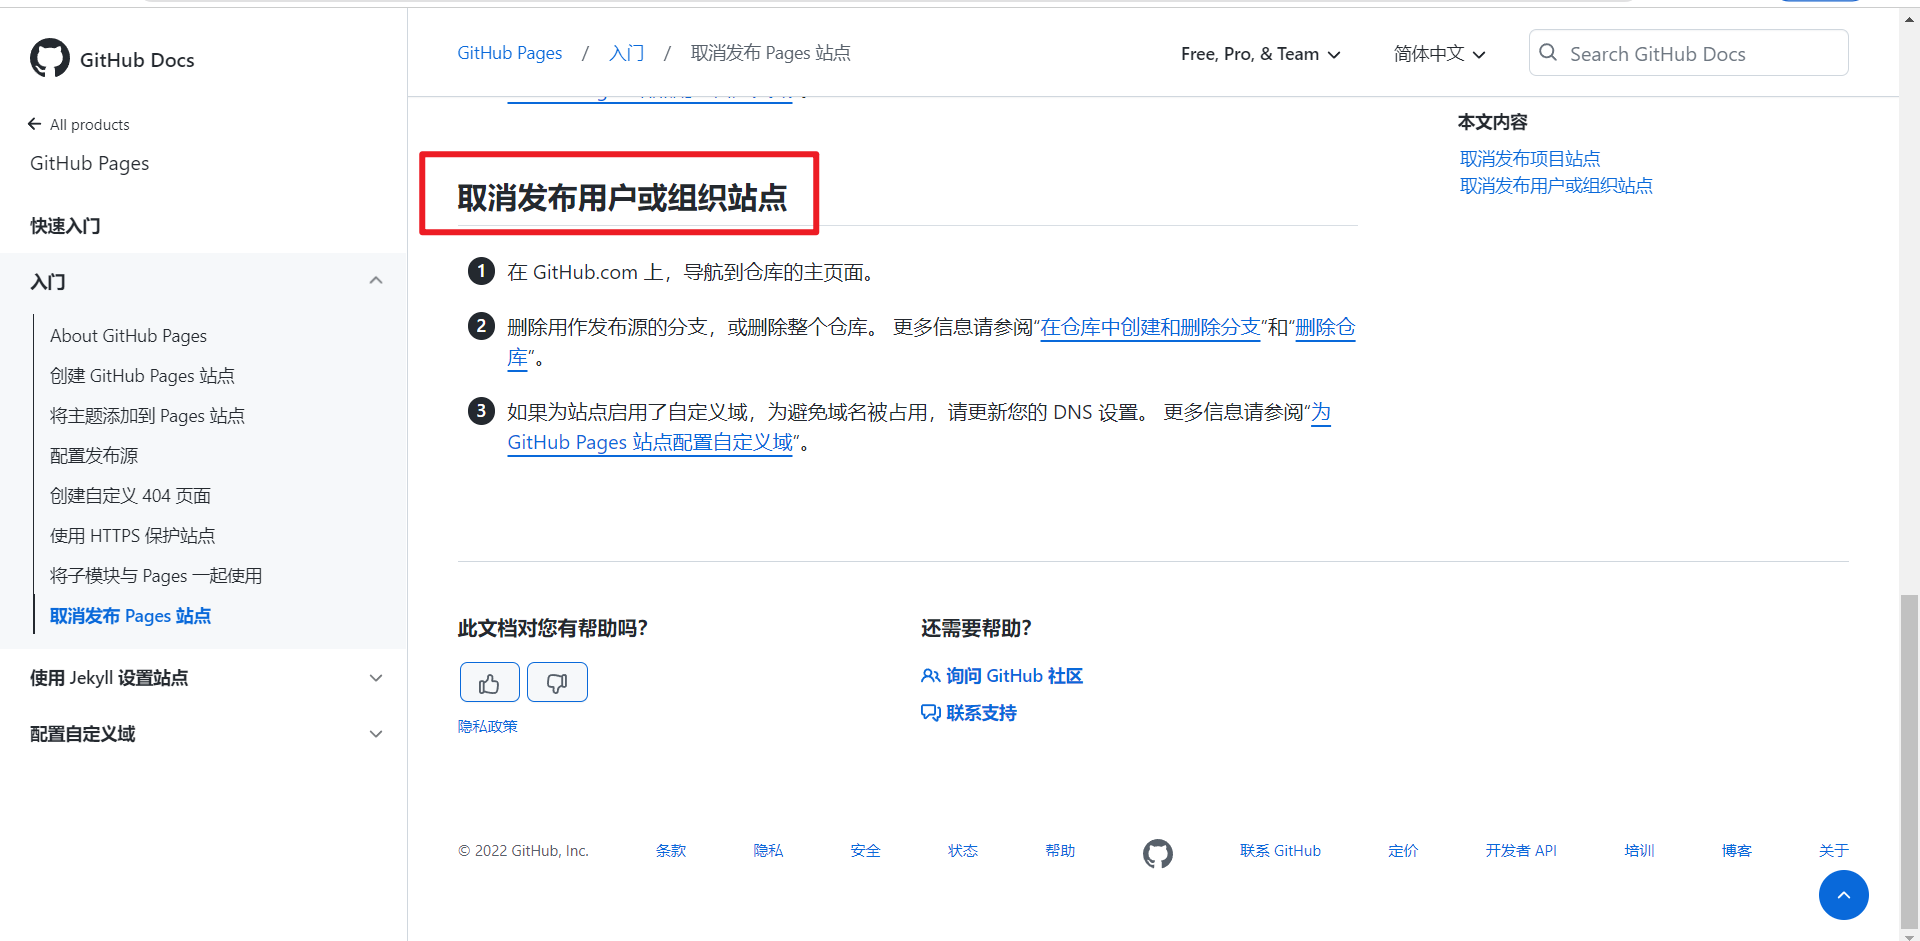 GitHub Docs
All products
GitHub Pages
快速入门
入门
About GitHub Pages
创建 GitHub Pages 站点
将主题添加到 Pages 站点
配置发布源
创建自定义 404 页面
使用 HTTPS 保护站点
将子模块与 Pages 一起使用
取消发布 Pages 站点
使用 Jekyll 设置站点
配置自定义域
GitHub Pages / 入门 / 取消发布 Pages 站点
Free, Pro, & Team
简体中文
Search GitHub Docs
取消发布用户或组织站点
1 在 GitHub.com 上，导航到仓库的主页面。
2 删除用作发布源的分支，或删除整个仓库。 更多信息请参阅“在仓库中创建和删除分支”和“删除仓
库”。
3 如果为站点启用了自定义域，为避免域名被占用，请更新您的 DNS 设置。 更多信息请参阅“为
GitHub Pages 站点配置自定义域”。
本文内容
取消发布项目站点
取消发布用户或组织站点
此文档对您有帮助吗？
隐私政策
还需要帮助？
询问 GitHub 社区
联系支持
© 2022 GitHub, Inc. 条款 隐私 安全 状态 帮助 联系 GitHub 定价 开发者 API 培训 博客 关于